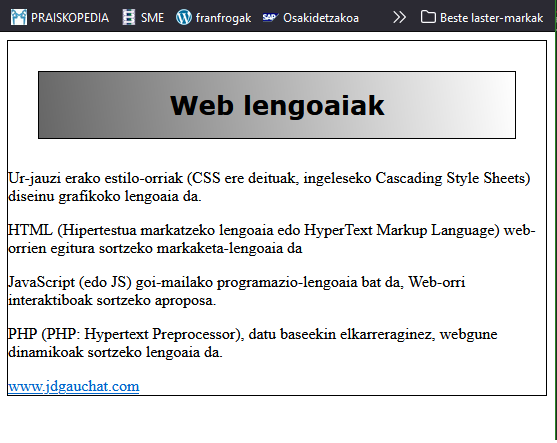 PRAISKOPEDIA SME franfrogak SAP Osakidetzakoa Beste laster-markak
Web lengoaiak
Ur-jauzi erako estilo-orriak (CSS ere deituak, ingeleseko Cascading Style Sheets)
diseinu grafikoko lengoaia da.
HTML (Hipertestua markatzeko lengoaia edo HyperText Markup Language) web-
orrien egitura sortzeko markaketa-lengoaia da
JavaScript (edo JS) goi-mailako programazio-lengoaia bat da, Web-orri
interaktiboak sortzeko aproposa.
PHP (PHP: Hypertext Preprocessor), datu baseekin elkarreraginez, webgune
dinamikoak sortzeko lengoaia da.
www.jdgauchat.com